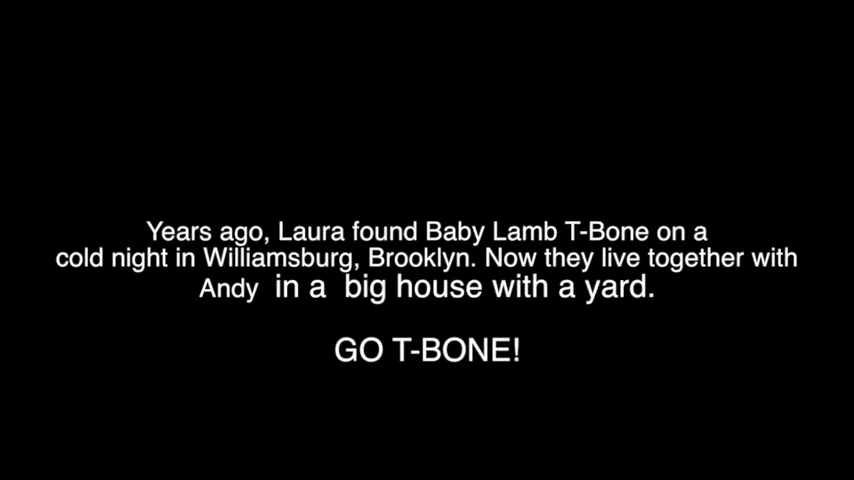 Years ago, Laura found Baby Lamb T-Bone on a
cold night in Williamsburg, Brooklyn. Now they live together with
Andy in a big house with a yard.
GO T-BONE!